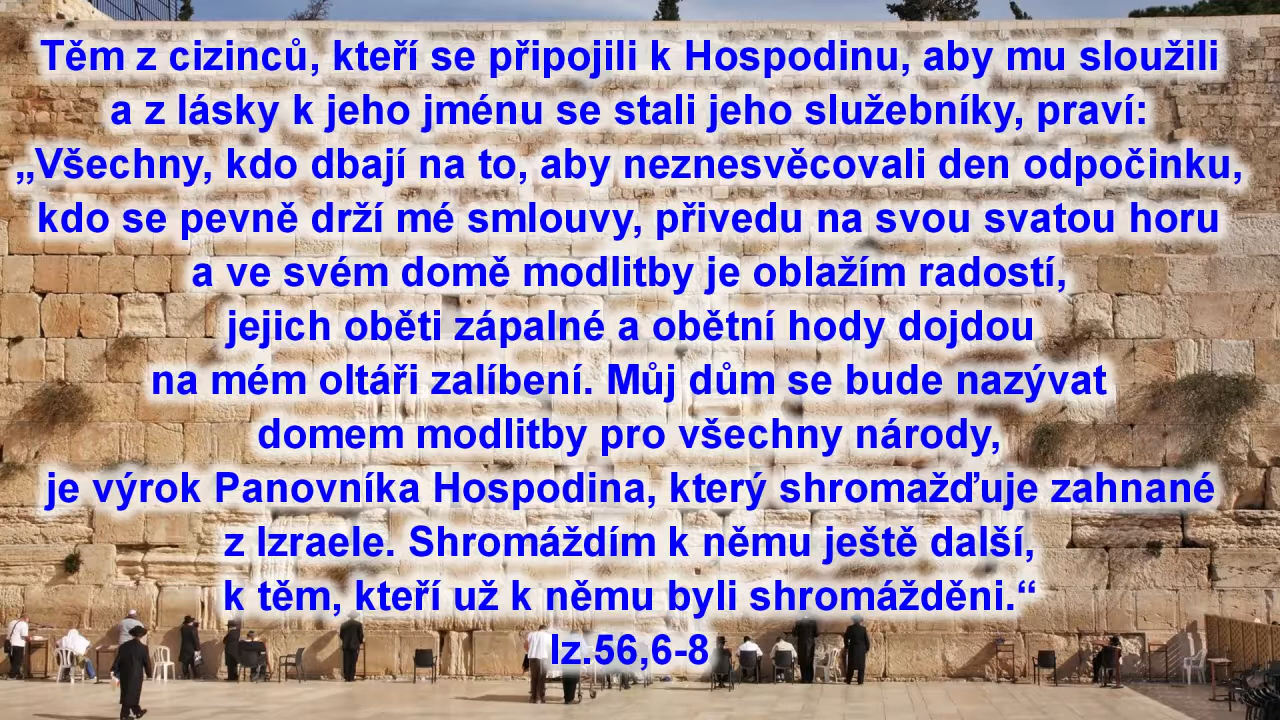 Těm z cizinců, kteří se připojili k Hospodinu, aby mu sloužili
a z lásky k jeho jménu se stali jeho služebníky, praví:
„Všechny, kdo dbají na to, aby neznesvěcovali den odpočinku,
kdo se pevně drží mé smlouvy, přivedu na svou svatou horu
a ve svém domě modlitby je oblažím radostí,
jejich oběti zápalné a obětní hody dojdou
na mém oltáři zalíbení. Můj dům se bude nazývat
domem modlitby pro všechny národy,
je výrok Panovníka Hospodina, který shromažďuje zahnané
z Izraele. Shromáždím k němu ještě další,
k těm, kteří už k němu byli shromážděni.“
Iz.56,6-8